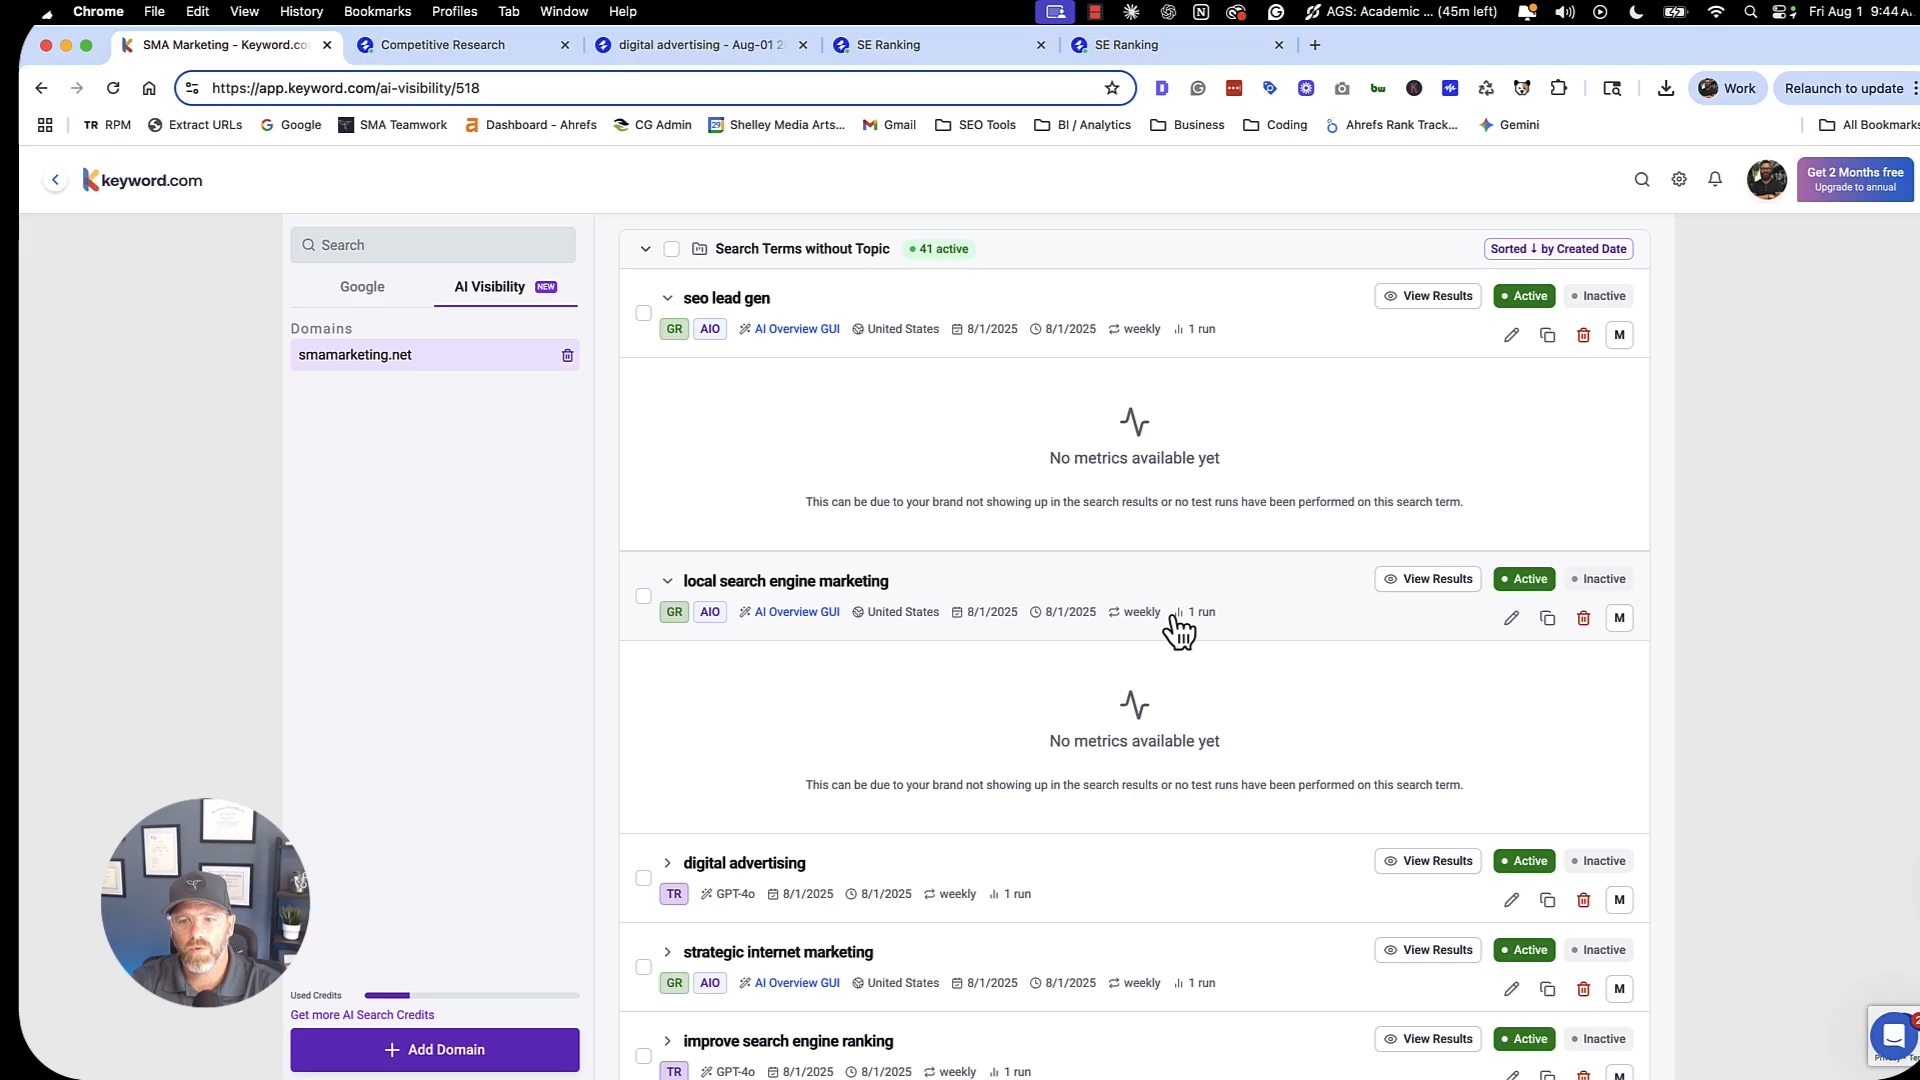 Chrome File Edit View History Bookmarks Profiles Tab Window Help AGS: Academic ... (45m left) Fri Aug 1 9:44
SMA Marketing - Keyword.co Competitive Research digital advertising - Aug-01 2 SE Ranking SE Ranking
https://app.keyword.com/ai-visibility/518 Work Relaunch to update
TR RPM Extract URLs Google SMA Teamwork Dashboard - Ahrefs CG Admin Shelley Media Arts... Gmail SEO Tools BI / Analytics Business Coding Ahrefs Rank Track... Gemini All Bookmarks
keyword.com
Get 2 Months free
Upgrade to annual
Search
Google AI Visibility NEW
Domains
smamarketing.net
Used Credits
Get more AI Search Credits
+ Add Domain
Search Terms without Topic 41 active Sorted ↓ by Created Date
seo lead gen View Results Active Inactive
GR AIO AI Overview GUI United States 8/1/2025 8/1/2025 weekly 1 run M
No metrics available yet
This can be due to your brand not showing up in the search results or no test runs have been performed on this search term.
local search engine marketing View Results Active Inactive
GR AIO AI Overview GUI United States 8/1/2025 8/1/2025 weekly 1 run M
No metrics available yet
This can be due to your brand not showing up in the search results or no test runs have been performed on this search term.
digital advertising View Results Active Inactive
TR GPT-4o 8/1/2025 8/1/2025 weekly 1 run M
strategic internet marketing View Results Active Inactive
GR AIO AI Overview GUI United States 8/1/2025 8/1/2025 weekly 1 run M
improve search engine ranking View Results Active Inactive
TR GPT-4o 8/1/2025 8/1/2025 weekly 1 run M